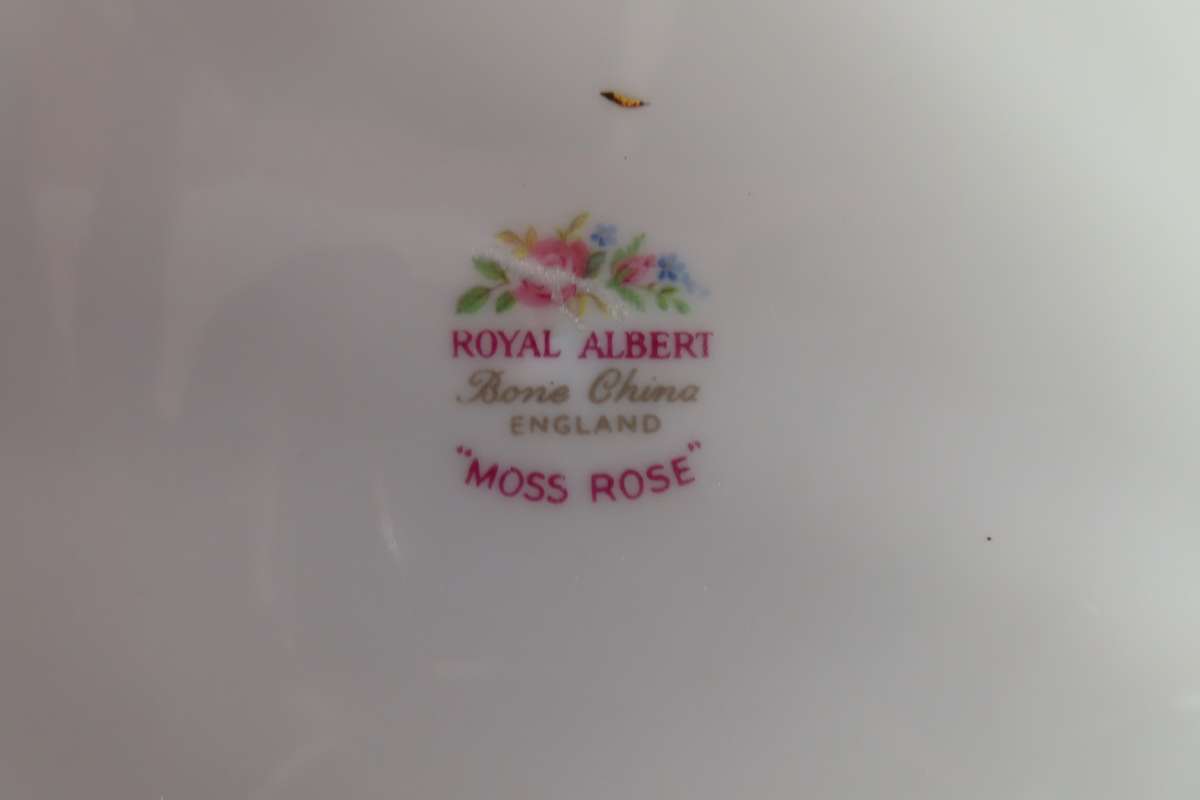 ROYAL ALBERT
Bone China
ENGLAND
"MOSS ROSE"